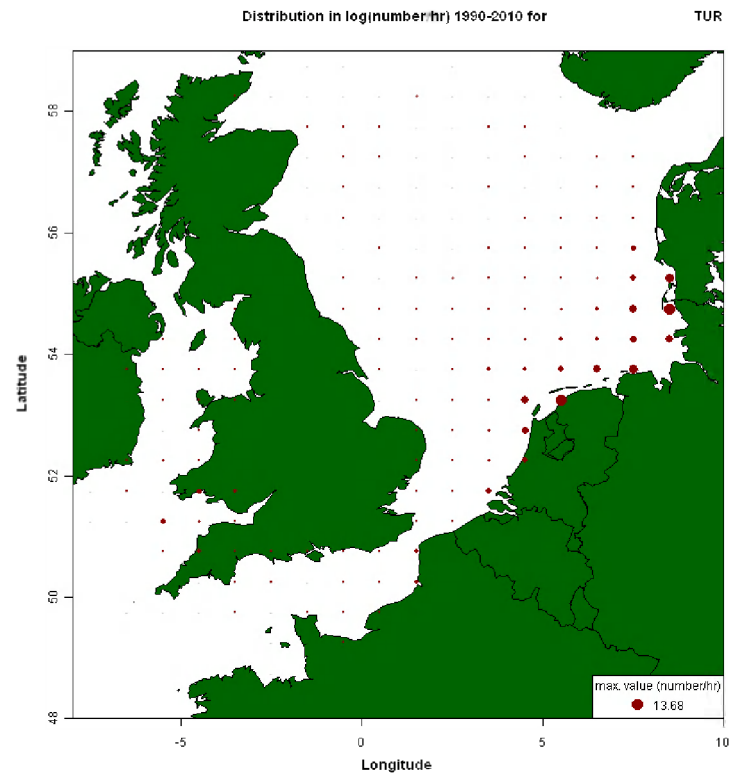 Distribution in log(number/hr) 1990-2010 for TUR
58
56
54
52
50
48
Latitude
max. value (number/hr)
13.68
-5 0 5 10
Longitude